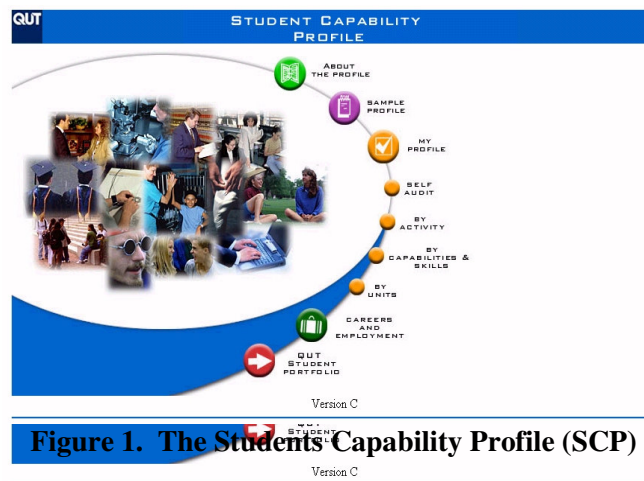 QUT
STUDENT CAPABILITY
PROFILE
ABOUT
THE PROFILE
SAMPLE
PROFILE
MY
PROFILE
SELF
AUDIT
BY
ACTIVITY
BY
CAPABILITIES &
SKILLS
BY
UNITS
CAREERS
AND
EMPLOYMENT
QUT
STUDENT
PORTFOLIO
Version C
Figure 1. The Students Capability Profile (SCP)
Version C